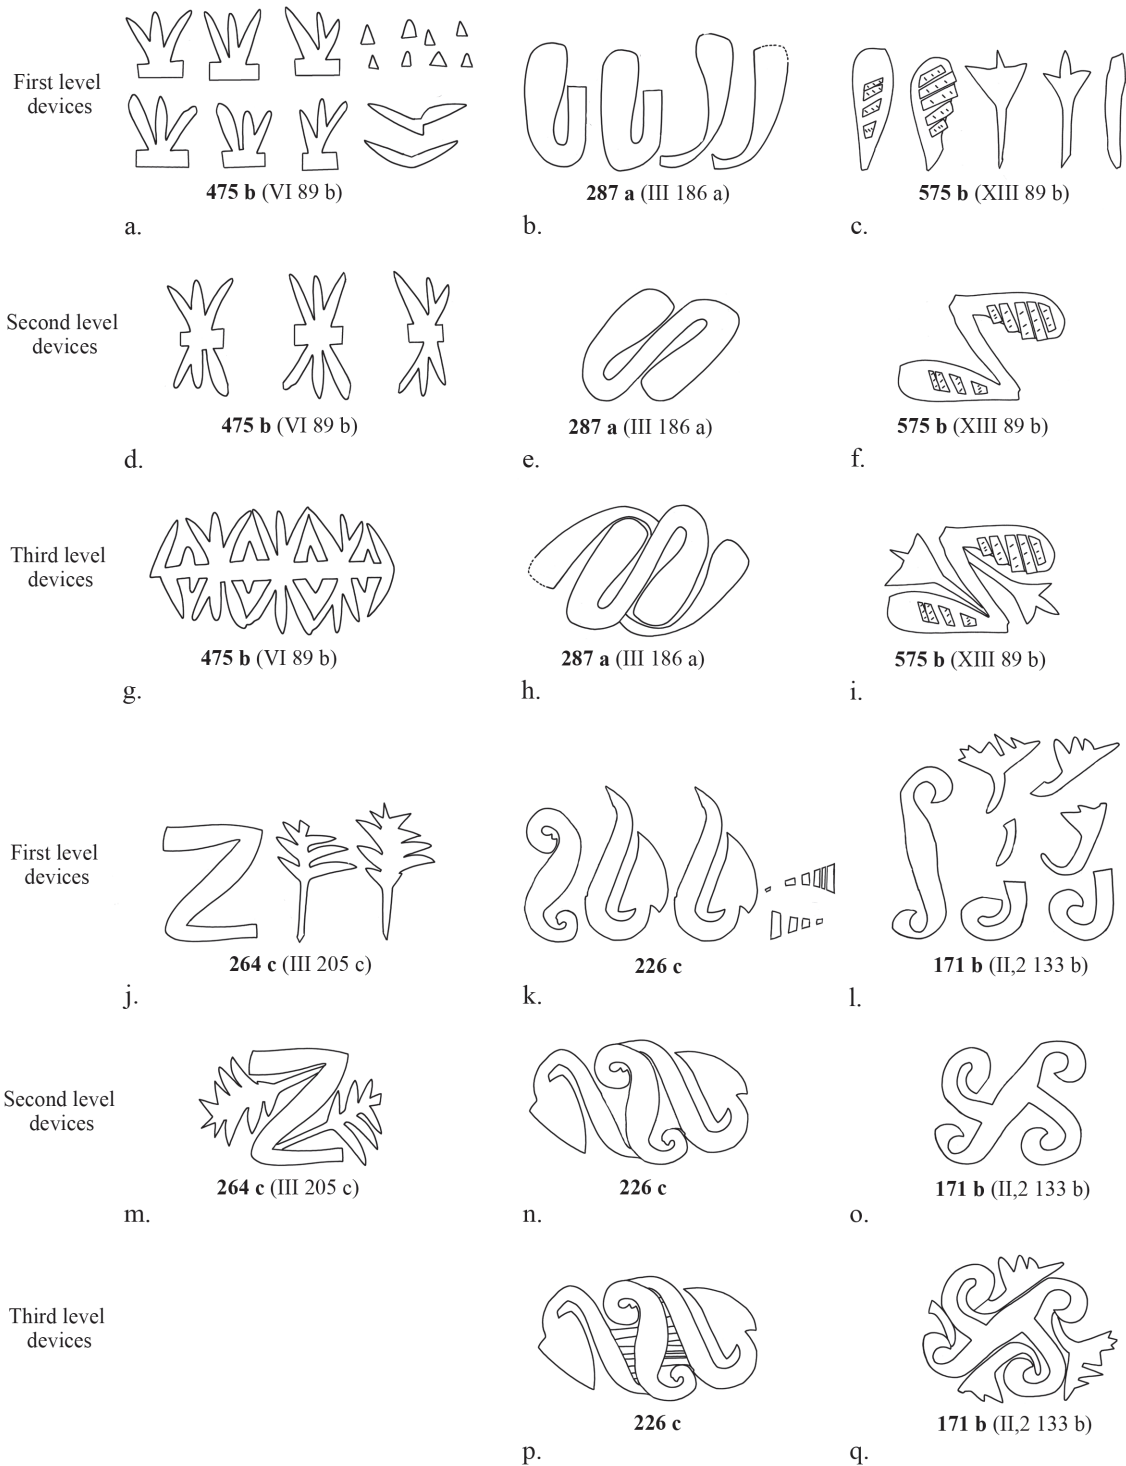 First level
devices
475 b (VI 89 b)
287 a (III 186 a)
575 b (XIII 89 b)
a.
b.
c.
Second level
devices
475 b (VI 89 b)
287 a (III 186 a)
575 b (XIII 89 b)
d.
e.
f.
Third level
devices
475 b (VI 89 b)
287 a (III 186 a)
575 b (XIII 89 b)
g.
h.
i.
First level
devices
264 c (III 205 c)
226 c
171 b (II,2 133 b)
j.
k.
l.
Second level
devices
264 c (III 205 c)
226 c
171 b (II,2 133 b)
m.
n.
o.
Third level
devices
226 c
171 b (II,2 133 b)
p.
q.